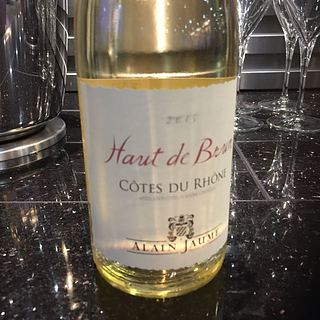 2015
Haut de Brun
CÔTES DU RHÔNE
ALAIN JAUME